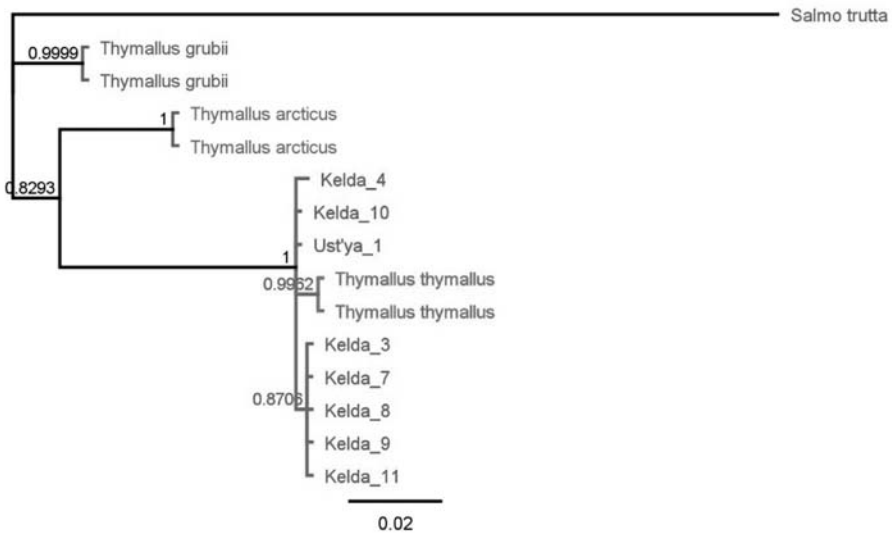 Salmo trutta
0.9999
Thymallus grubii
Thymallus grubii
1
Thymallus arcticus
Thymallus arcticus
0.8293
Kelda_4
Kelda_10
Ust'ya_1
1
0.9962
Thymallus thymallus
Thymallus thymallus
Kelda_3
Kelda_7
0.8706
Kelda_8
Kelda_9
Kelda_11
0.02